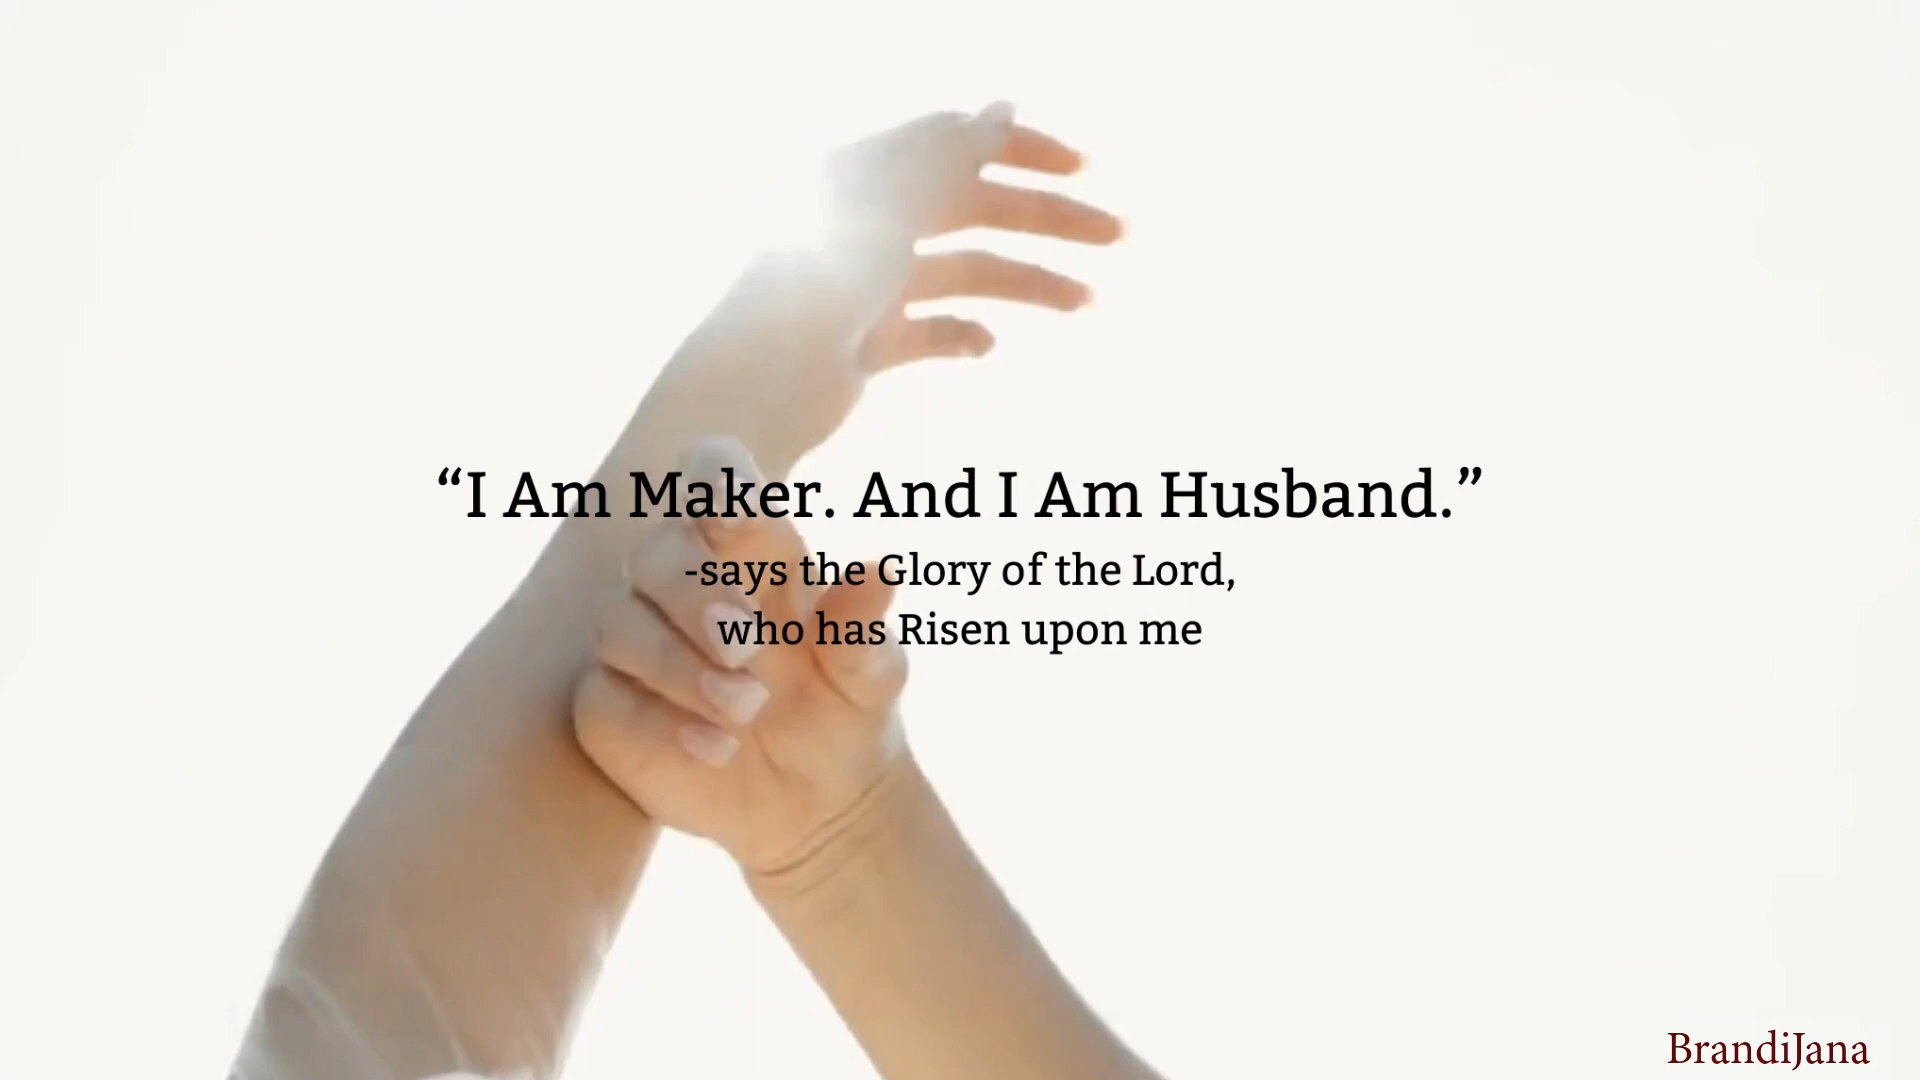 “I Am Maker. And I Am Husband.”
-says the Glory of the Lord,
who has Risen upon me
BrandiJana